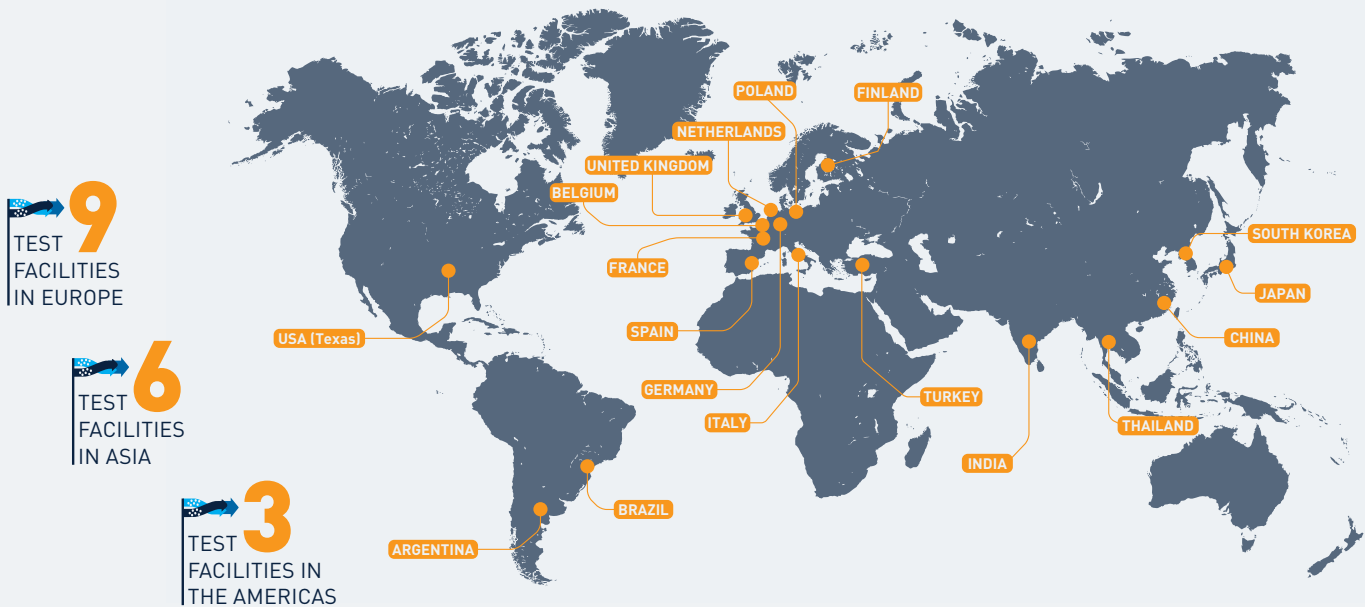 9
TEST
FACILITIES
IN EUROPE
6
TEST
FACILITIES
IN ASIA
3
TEST
FACILITIES IN
THE AMERICAS
POLAND
FINLAND
NETHERLANDS
UNITED KINGDOM
BELGIUM
FRANCE
SOUTH KOREA
JAPAN
USA (Texas)
SPAIN
CHINA
GERMANY
TURKEY
ITALY
THAILAND
INDIA
BRAZIL
ARGENTINA